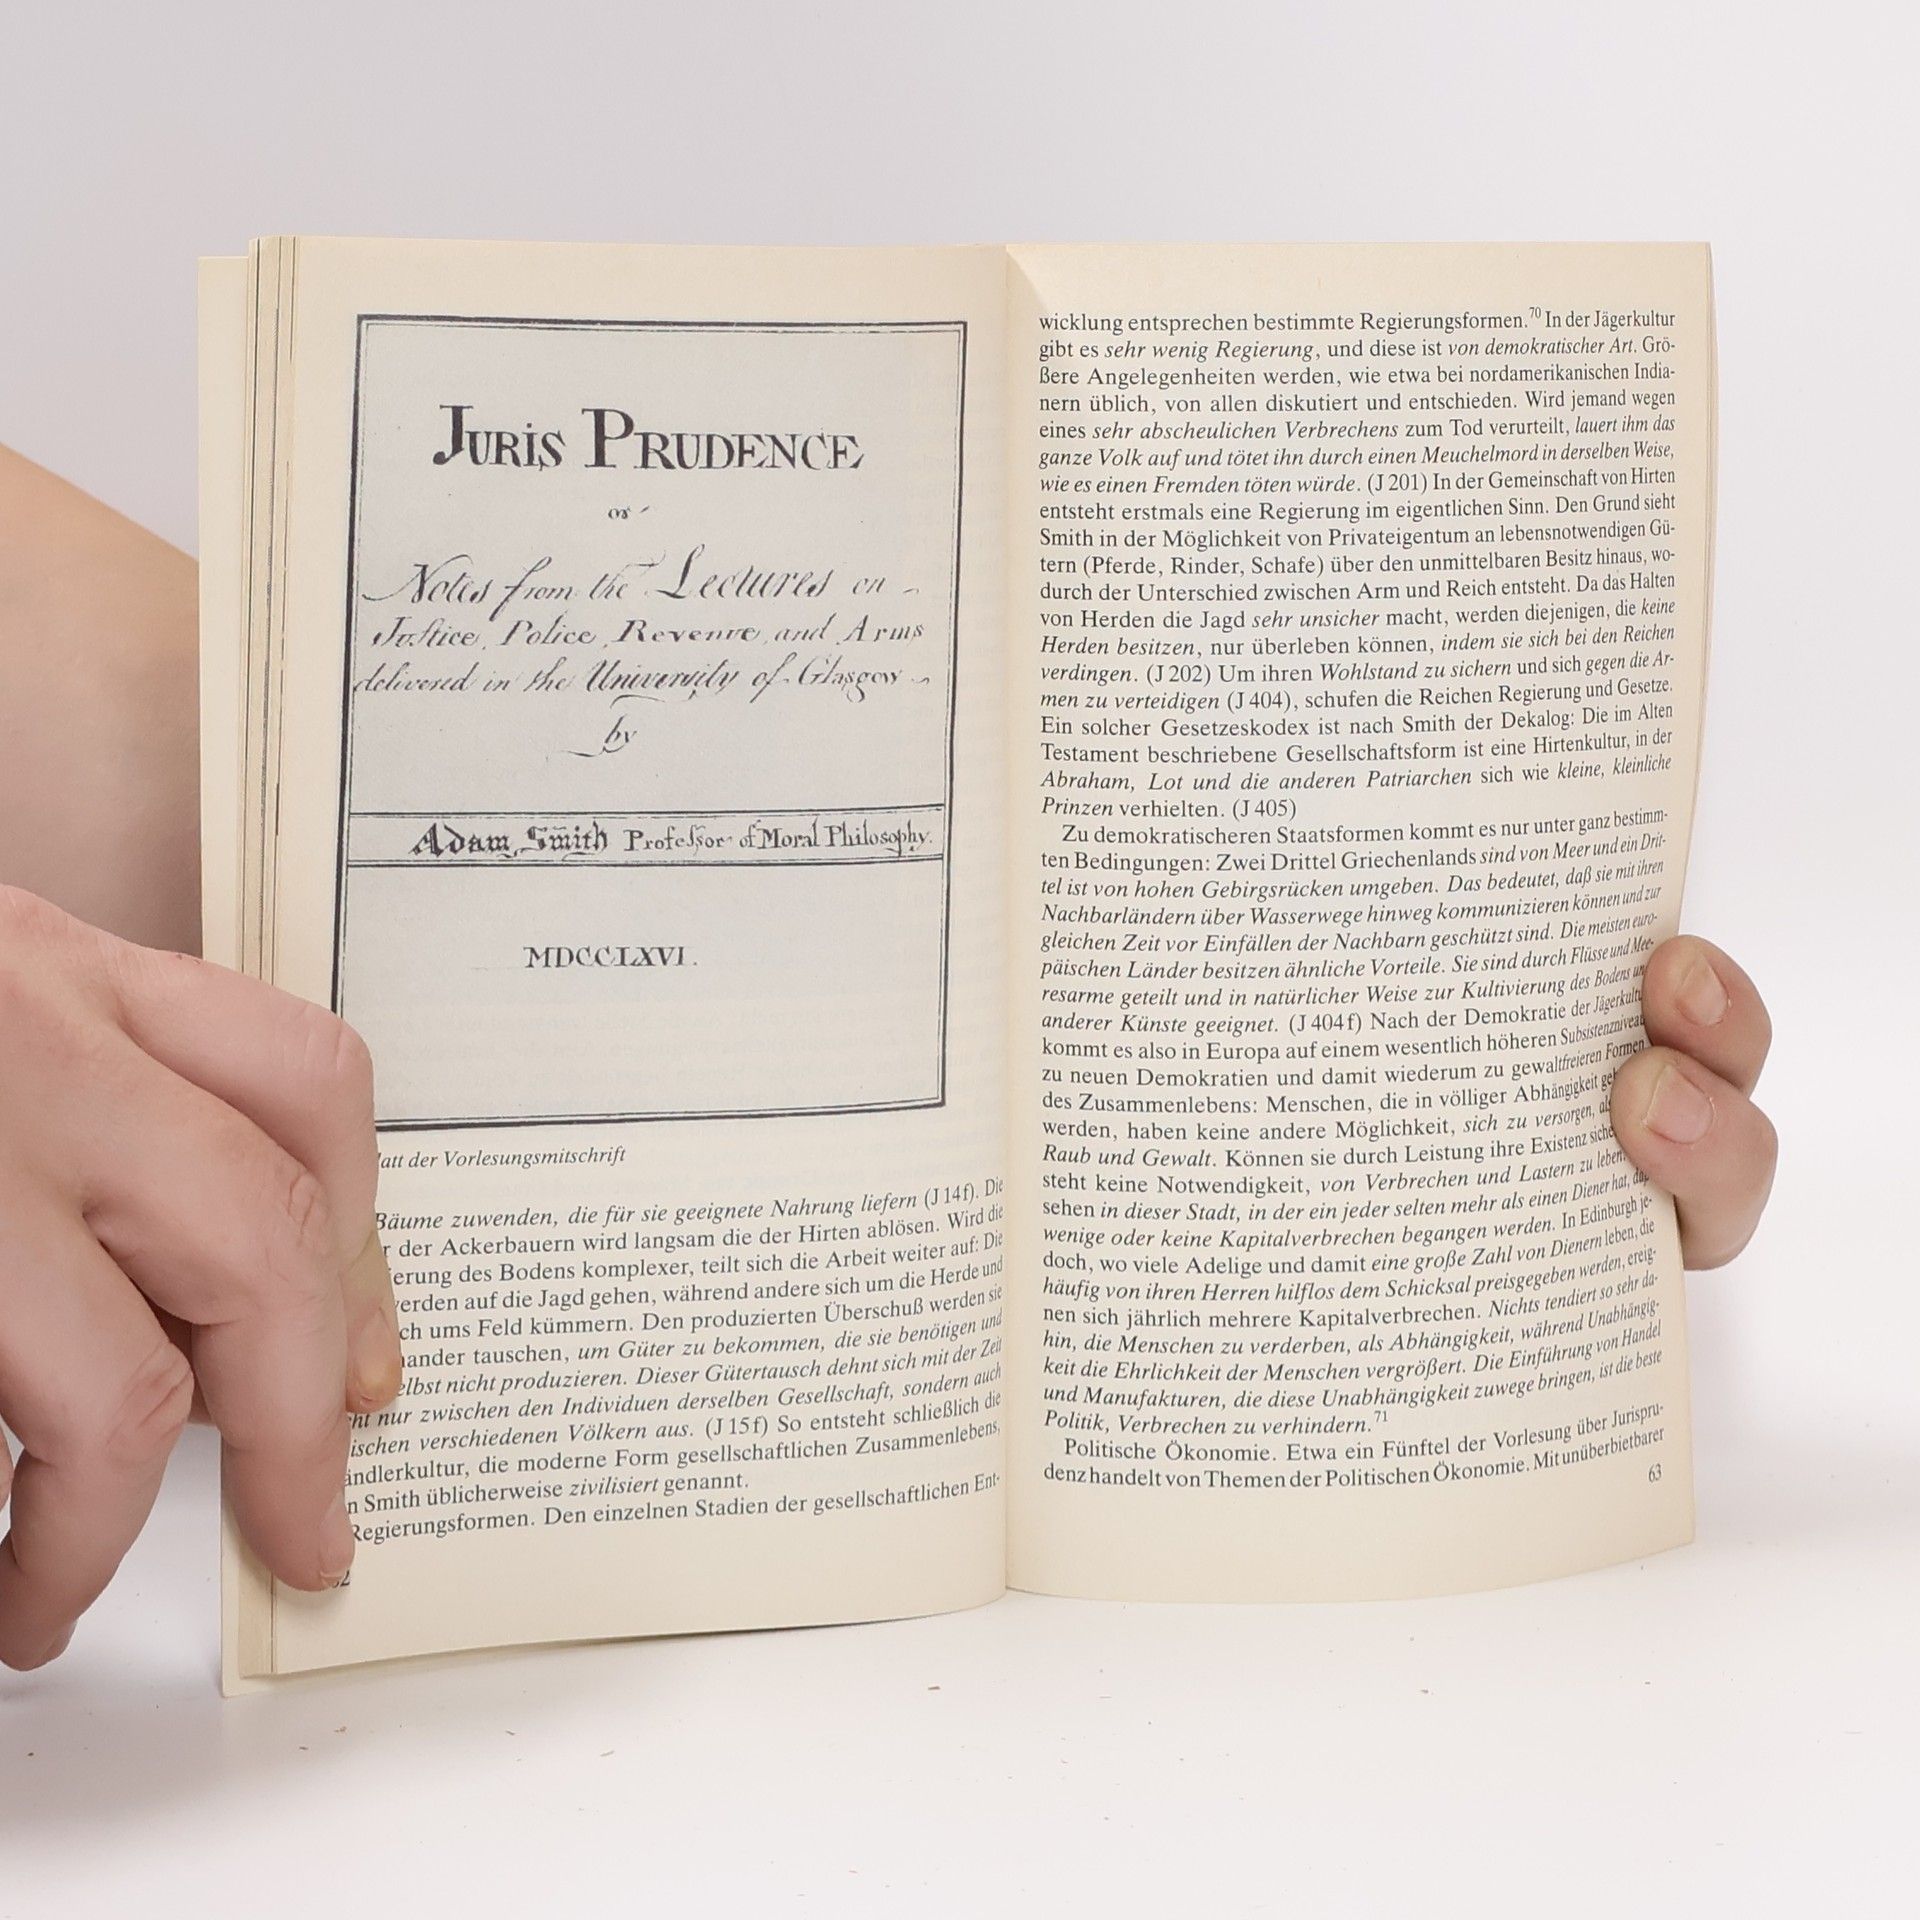 JURIS PRUDENCE
or
Notes from the Lectures on
Justice, Police, Revenue, and Arms
delivered in the University of Glasgow
by
Adam Smith Professor of Moral Philosophy.
MDCCLXVI.
latt der Vorlesungsmitschrift
Bäume zuwenden, die für sie geeignete Nahrung liefern (J 14f). Die
r der Ackerbauern wird langsam die der Hirten ablösen. Wird die
ierung des Bodens komplexer, teilt sich die Arbeit weiter auf: Die
werden auf die Jagd gehen, während andere sich um die Herde und
ch ums Feld kümmern. Den produzierten Überschuß werden sie
nander tauschen, um Güter zu bekommen, die sie benötigen und
elbst nicht produzieren. Dieser Gütertausch dehnt sich mit der Zeit
cht nur zwischen den Individuen derselben Gesellschaft, sondern auch
ischen verschiedenen Völkern aus. (J 15f) So entsteht schließlich die
ändlerkultur, die moderne Form gesellschaftlichen Zusammenlebens,
n Smith üblicherweise zivilisiert genannt.
Regierungsformen. Den einzelnen Stadien der gesellschaftlichen Ent-
62
wicklung entsprechen bestimmte Regierungsformen.70 In der Jägerkultur
gibt es sehr wenig Regierung, und diese ist von demokratischer Art. Grö-
ßere Angelegenheiten werden, wie etwa bei nordamerikanischen India-
nern üblich, von allen diskutiert und entschieden. Wird jemand wegen
eines sehr abscheulichen Verbrechens zum Tod verurteilt, lauert ihm das
ganze Volk auf und tötet ihn durch einen Meuchelmord in derselben Weise,
wie es einen Fremden töten würde. (J 201) In der Gemeinschaft von Hirten
entsteht erstmals eine Regierung im eigentlichen Sinn. Den Grund sieht
Smith in der Möglichkeit von Privateigentum an lebensnotwendigen Gü-
tern (Pferde, Rinder, Schafe) über den unmittelbaren Besitz hinaus, wo-
durch der Unterschied zwischen Arm und Reich entsteht. Da das Halten
von Herden die Jagd sehr unsicher macht, werden diejenigen, die keine
Herden besitzen, nur überleben können, indem sie sich bei den Reichen
verdingen. (J 202) Um ihren Wohlstand zu sichern und sich gegen die Ar-
men zu verteidigen (J 404), schufen die Reichen Regierung und Gesetze.
Ein solcher Gesetzeskodex ist nach Smith der Dekalog: Die im Alten
Testament beschriebene Gesellschaftsform ist eine Hirtenkultur, in der
Abraham, Lot und die anderen Patriarchen sich wie kleine, kleinliche
Prinzen verhielten. (J 405)
Zu demokratischeren Staatsformen kommt es nur unter ganz bestimm-
ten Bedingungen: Zwei Drittel Griechenlands sind von Meer und ein Drit-
tel ist von hohen Gebirgsrücken umgeben. Das bedeutet, daß sie mit ihren
Nachbarländern über Wasserwege hinweg kommunizieren können und zur
gleichen Zeit vor Einfällen der Nachbarn geschützt sind. Die meisten euro-
päischen Länder besitzen ähnliche Vorteile. Sie sind durch Flüsse und Mee-
resarme geteilt und in natürlicher Weise zur Kultivierung des Bodens un
anderer Künste geeignet. (J 404f) Nach der Demokratie der Jägerkultu
kommt es also in Europa auf einem wesentlich höheren Subsistenzniveau
zu neuen Demokratien und damit wiederum zu gewaltfreieren Formen
des Zusammenlebens: Menschen, die in völliger Abhängigkeit geh
werden, haben keine andere Möglichkeit, sich zu versorgen, al
Raub und Gewalt. Können sie durch Leistung ihre Existenz siche
steht keine Notwendigkeit, von Verbrechen und Lastern zu leben.
sehen in dieser Stadt, in der ein jeder selten mehr als einen Diener hat, daß
wenige oder keine Kapitalverbrechen begangen werden. In Edinburgh je-
doch, wo viele Adelige und damit eine große Zahl von Dienern leben, die
häufig von ihren Herren hilflos dem Schicksal preisgegeben werden, ereig-
nen sich jährlich mehrere Kapitalverbrechen. Nichts tendiert so sehr da-
hin, die Menschen zu verderben, als Abhängigkeit, während Unabhängig-
keit die Ehrlichkeit der Menschen vergrößert. Die Einführung von Handel
und Manufakturen, die diese Unabhängigkeit zuwege bringen, ist die beste
Politik, Verbrechen zu verhindern.71
Politische Ökonomie. Etwa ein Fünftel der Vorlesung über Jurispru-
denz handelt von Themen der Politischen Ökonomie. Mit unüberbietbarer
63